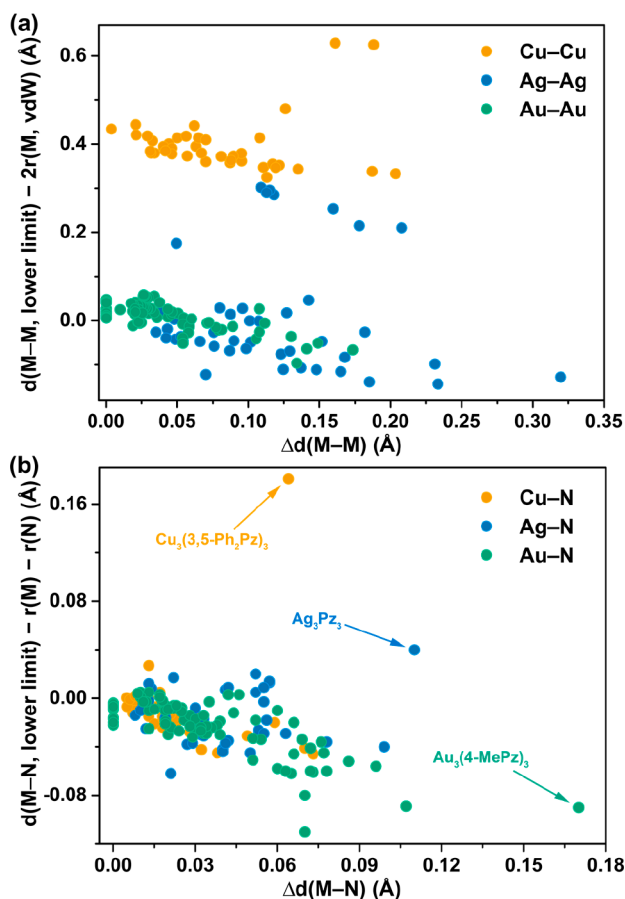 (a)
d(M–M, lower limit) – 2r(M, vdW) (Å)
0.6
0.4
0.2
0.0
Cu–Cu
Ag–Ag
Au–Au
0.00 0.05 0.10 0.15 0.20 0.25 0.30 0.35
Δd(M–M) (Å)
(b)
d(M–N, lower limit) – r(M) – r(N) (Å)
0.16
0.08
0.00
-0.08
Cu–N
Ag–N
Au–N
Cu₃(3,5-Ph₂Pz)₃
Ag₃Pz₃
Au₃(4-MePz)₃
0.00 0.03 0.06 0.09 0.12 0.15 0.18
Δd(M–N) (Å)